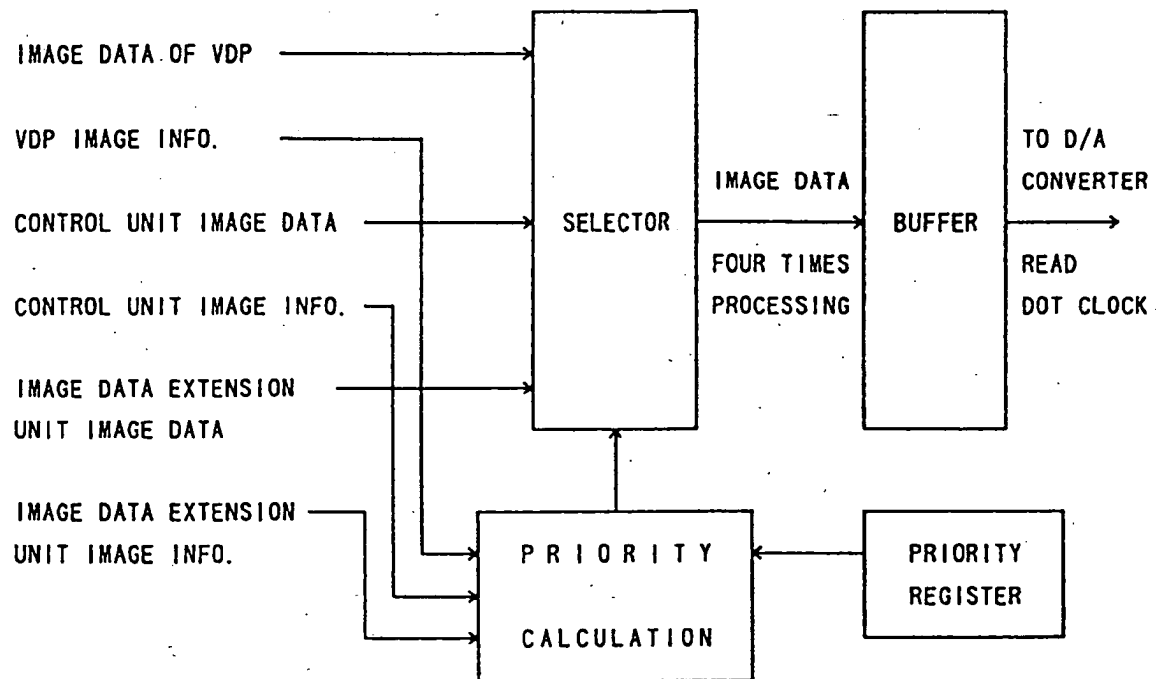 IMAGE DATA OF VDP
VDP IMAGE INFO.
CONTROL UNIT IMAGE DATA
CONTROL UNIT IMAGE INFO.
IMAGE DATA EXTENSION
UNIT IMAGE DATA
IMAGE DATA EXTENSION
UNIT IMAGE INFO.
SELECTOR
IMAGE DATA
FOUR TIMES
PROCESSING
BUFFER
TO D/A
CONVERTER
READ
DOT CLOCK
PRIORITY
CALCULATION
PRIORITY
REGISTER